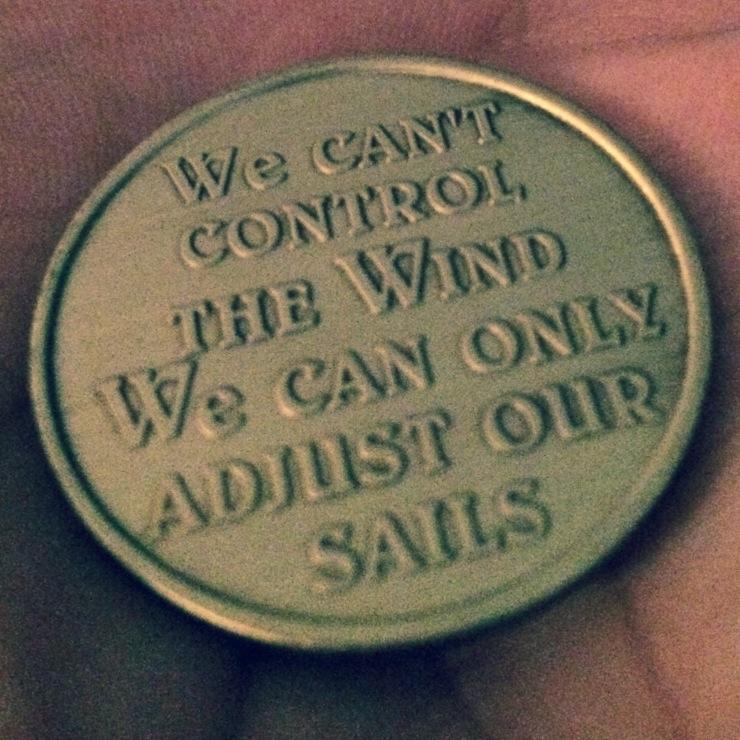 We CAN'T
CONTROL
THE WIND
We CAN ONLY
ADJUST OUR
SAILS